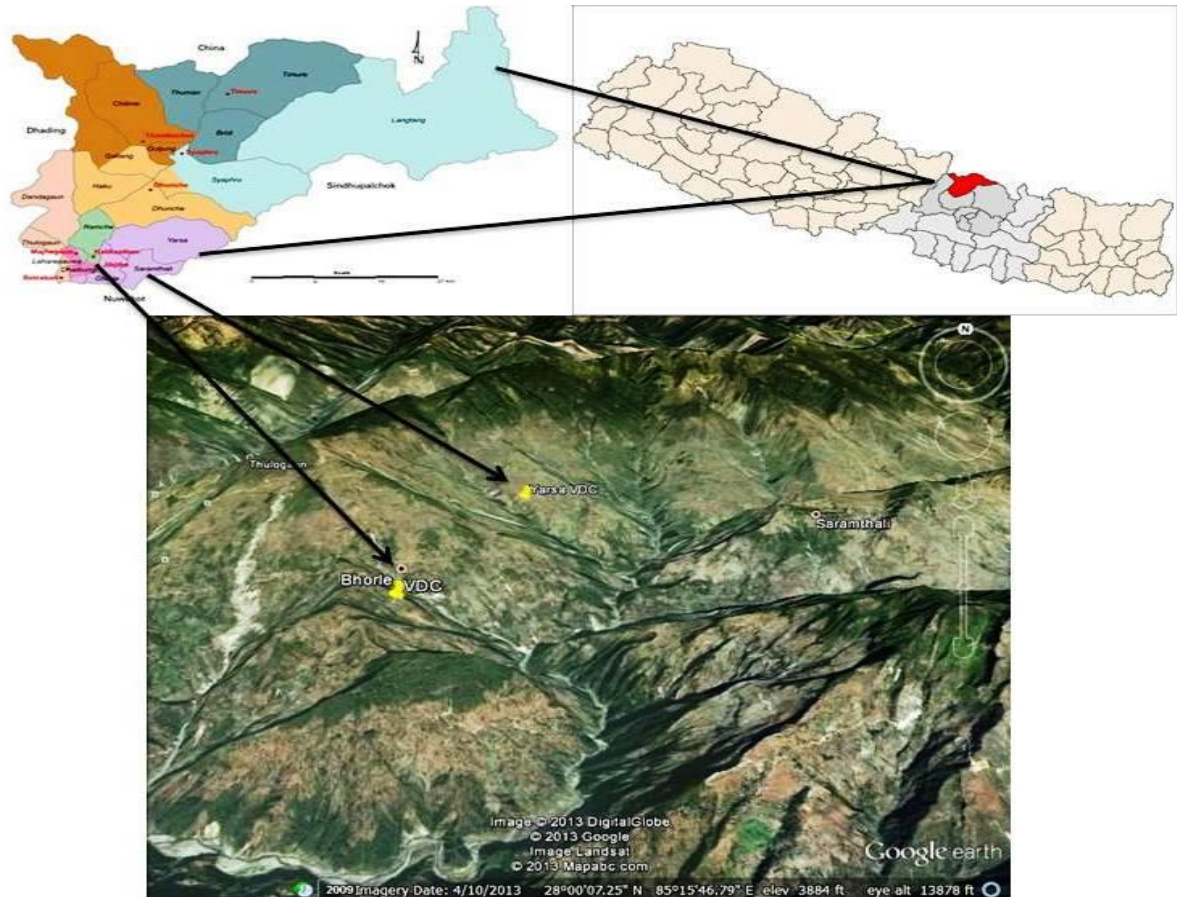 China
N
Timure
Thuman
Timure
Chilime
Langtang
Dhading
Briddim
Goljung
Syaphru
Gatlang
Sindhupalchok
Haku
Syaphru
Dhunche
Dandagaun
Dhunche
Ramche
Yarsa
Thulogaun
Saramthali
N
Thulogaun
Yarsa VDC
Saramthali
Bhorle VDC
Image © 2013 DigitalGlobe
© 2013 Google
Image Landsat
© 2013 Mapabc.com
Google earth
2009 Imagery Date: 4/10/2013 28°00'07.25" N 85°15'46.79" E elev 3884 ft eye alt 13878 ft